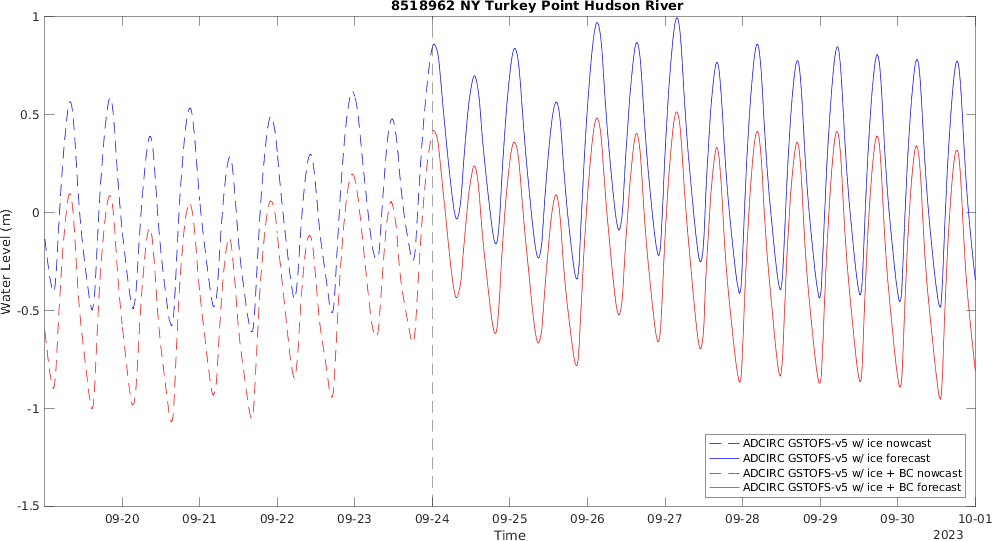 8518962 NY Turkey Point Hudson River
Water Level (m)
1
0.5
0
-0.5
-1
-1.5
09-20 09-21 09-22 09-23 09-24 09-25 09-26 09-27 09-28 09-29 09-30 10-01
Time
2023
ADCIRC GSTOFS-v5 w/ ice nowcast
ADCIRC GSTOFS-v5 w/ ice forecast
ADCIRC GSTOFS-v5 w/ ice + BC nowcast
ADCIRC GSTOFS-v5 w/ ice + BC forecast